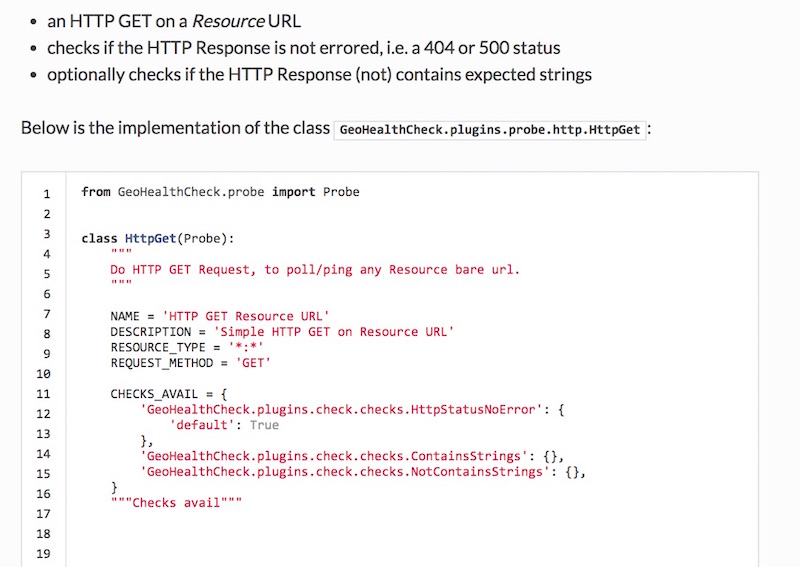 • an HTTP GET on a Resource URL
• checks if the HTTP Response is not errored, i.e. a 404 or 500 status
• optionally checks if the HTTP Response (not) contains expected strings
Below is the implementation of the class GeoHealthCheck.plugins.probe.http.HttpGet :
1
2
3
4
5
6
7
8
9
10
11
12
13
14
15
16
17
18
19
from GeoHealthCheck.probe import Probe
class HttpGet(Probe):
"""
Do HTTP GET Request, to poll/ping any Resource bare url.
"""
NAME = 'HTTP GET Resource URL'
DESCRIPTION = 'Simple HTTP GET on Resource URL'
RESOURCE_TYPE = '*:*'
REQUEST_METHOD = 'GET'
CHECKS_AVAIL = {
'GeoHealthCheck.plugins.check.checks.HttpStatusNoError': {
'default': True
},
'GeoHealthCheck.plugins.check.checks.ContainsStrings': {},
'GeoHealthCheck.plugins.check.checks.NotContainsStrings': {},
}
"""Checks avail"""